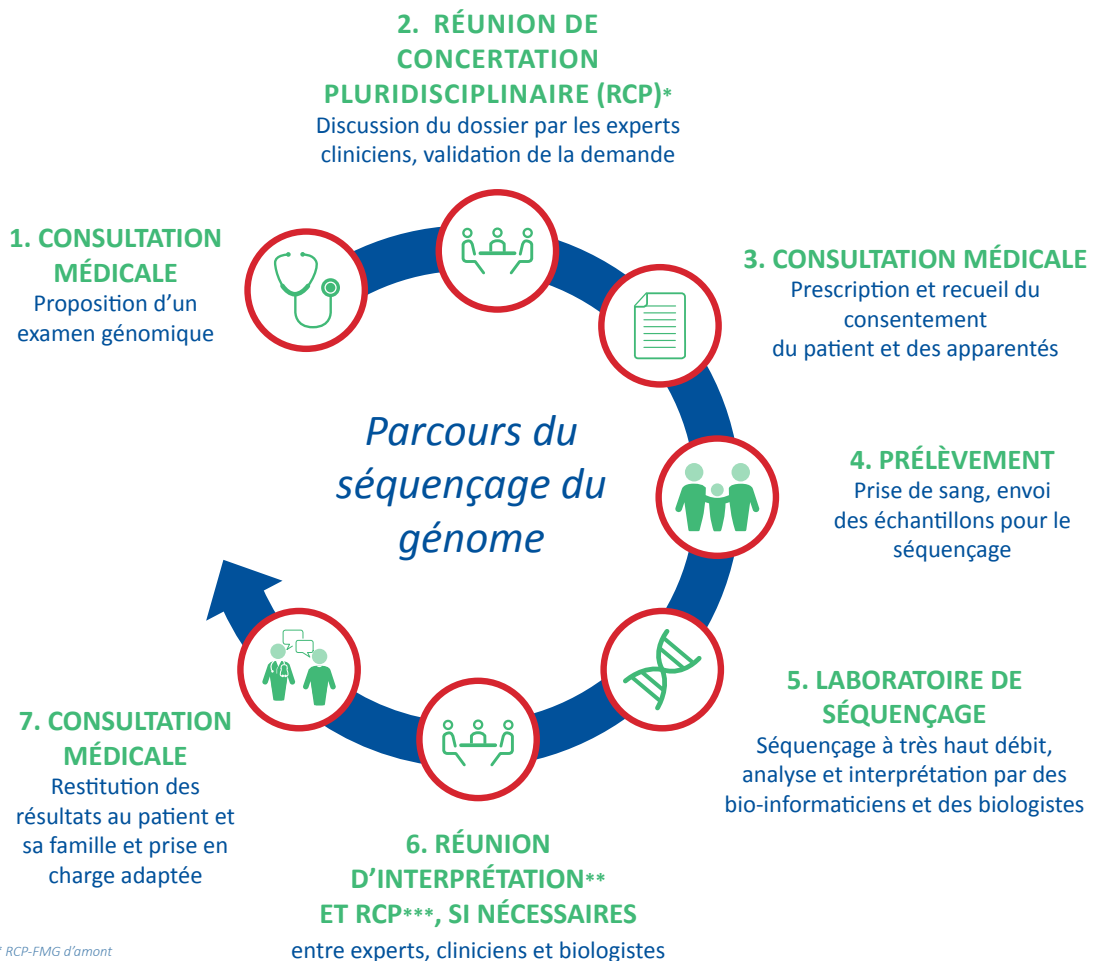 2. RÉUNION DE
CONCERTATION
PLURIDISCIPLINAIRE (RCP)*
Discussion du dossier par les experts
cliniciens, validation de la demande
1. CONSULTATION
MÉDICALE
Proposition d’un
examen génomique
3. CONSULTATION MÉDICALE
Prescription et recueil du
consentement
du patient et des apparentés
Parcours du
séquençage du
génome
4. PRÉLÈVEMENT
Prise de sang, envoi
des échantillons pour le
séquençage
5. LABORATOIRE DE
SÉQUENÇAGE
Séquençage à très haut débit,
analyse et interprétation par des
bio-informaticiens et des biologistes
6. RÉUNION
D’INTERPRÉTATION**
ET RCP***, SI NÉCESSAIRES
entre experts, cliniciens et biologistes
7. CONSULTATION
MÉDICALE
Restitution des
résultats au patient et
sa famille et prise en
charge adaptée
* RCP-FMG d’amont